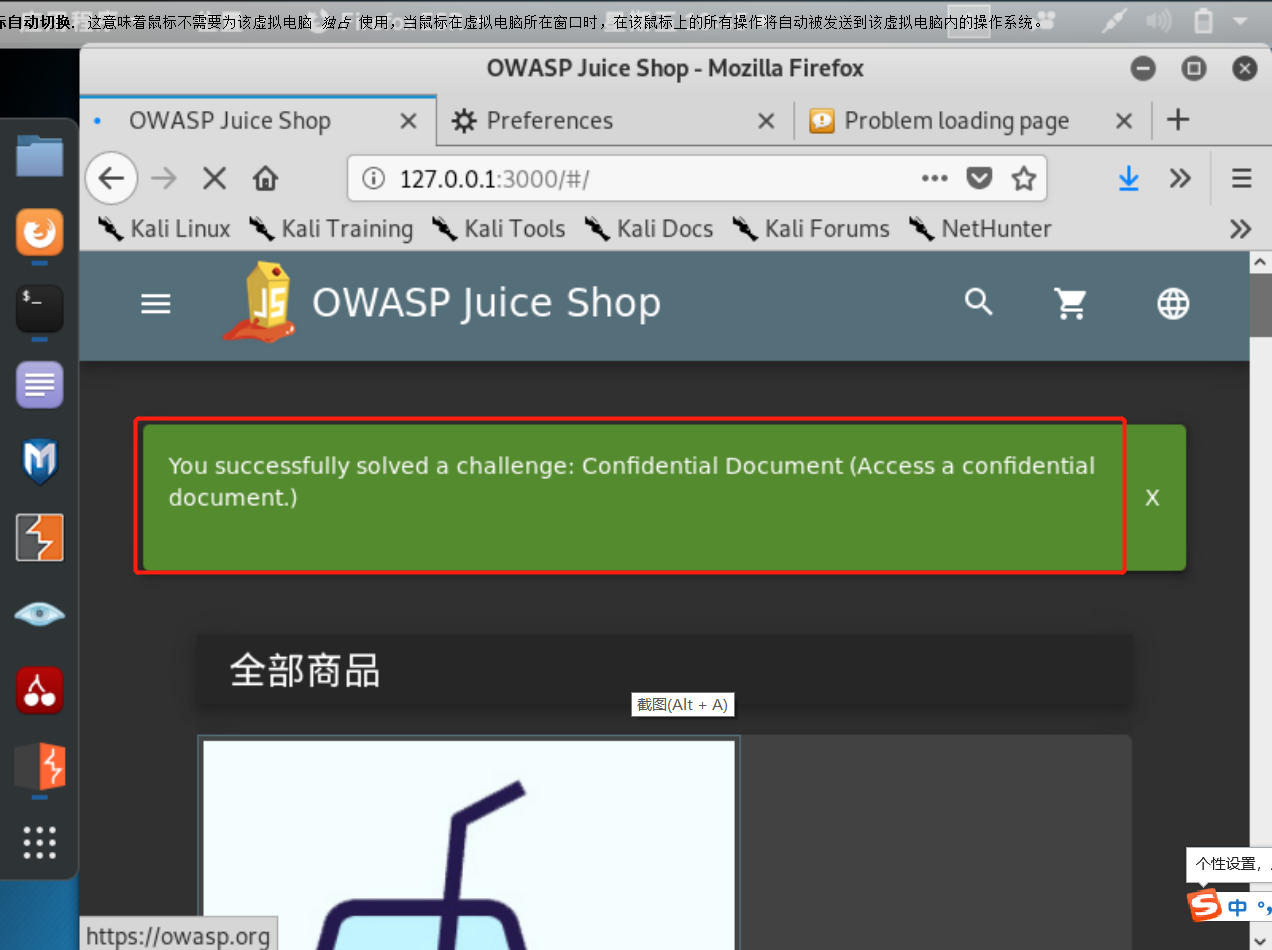 标自动切换. 这意味着鼠标不需要为该虚拟电脑 独占 使用，当鼠标在虚拟电脑所在窗口时，在该鼠标上的所有操作将自动被发送到该虚拟电脑内的操作系统。
OWASP Juice Shop - Mozilla Firefox
OWASP Juice Shop
Preferences
Problem loading page
127.0.0.1:3000/#/
Kali Linux
Kali Training
Kali Tools
Kali Docs
Kali Forums
NetHunter
$_
JS
OWASP Juice Shop
You successfully solved a challenge: Confidential Document (Access a confidential
document.)
X
全部商品
截图(Alt + A)
个性设置，
S 中 °，
https://owasp.org